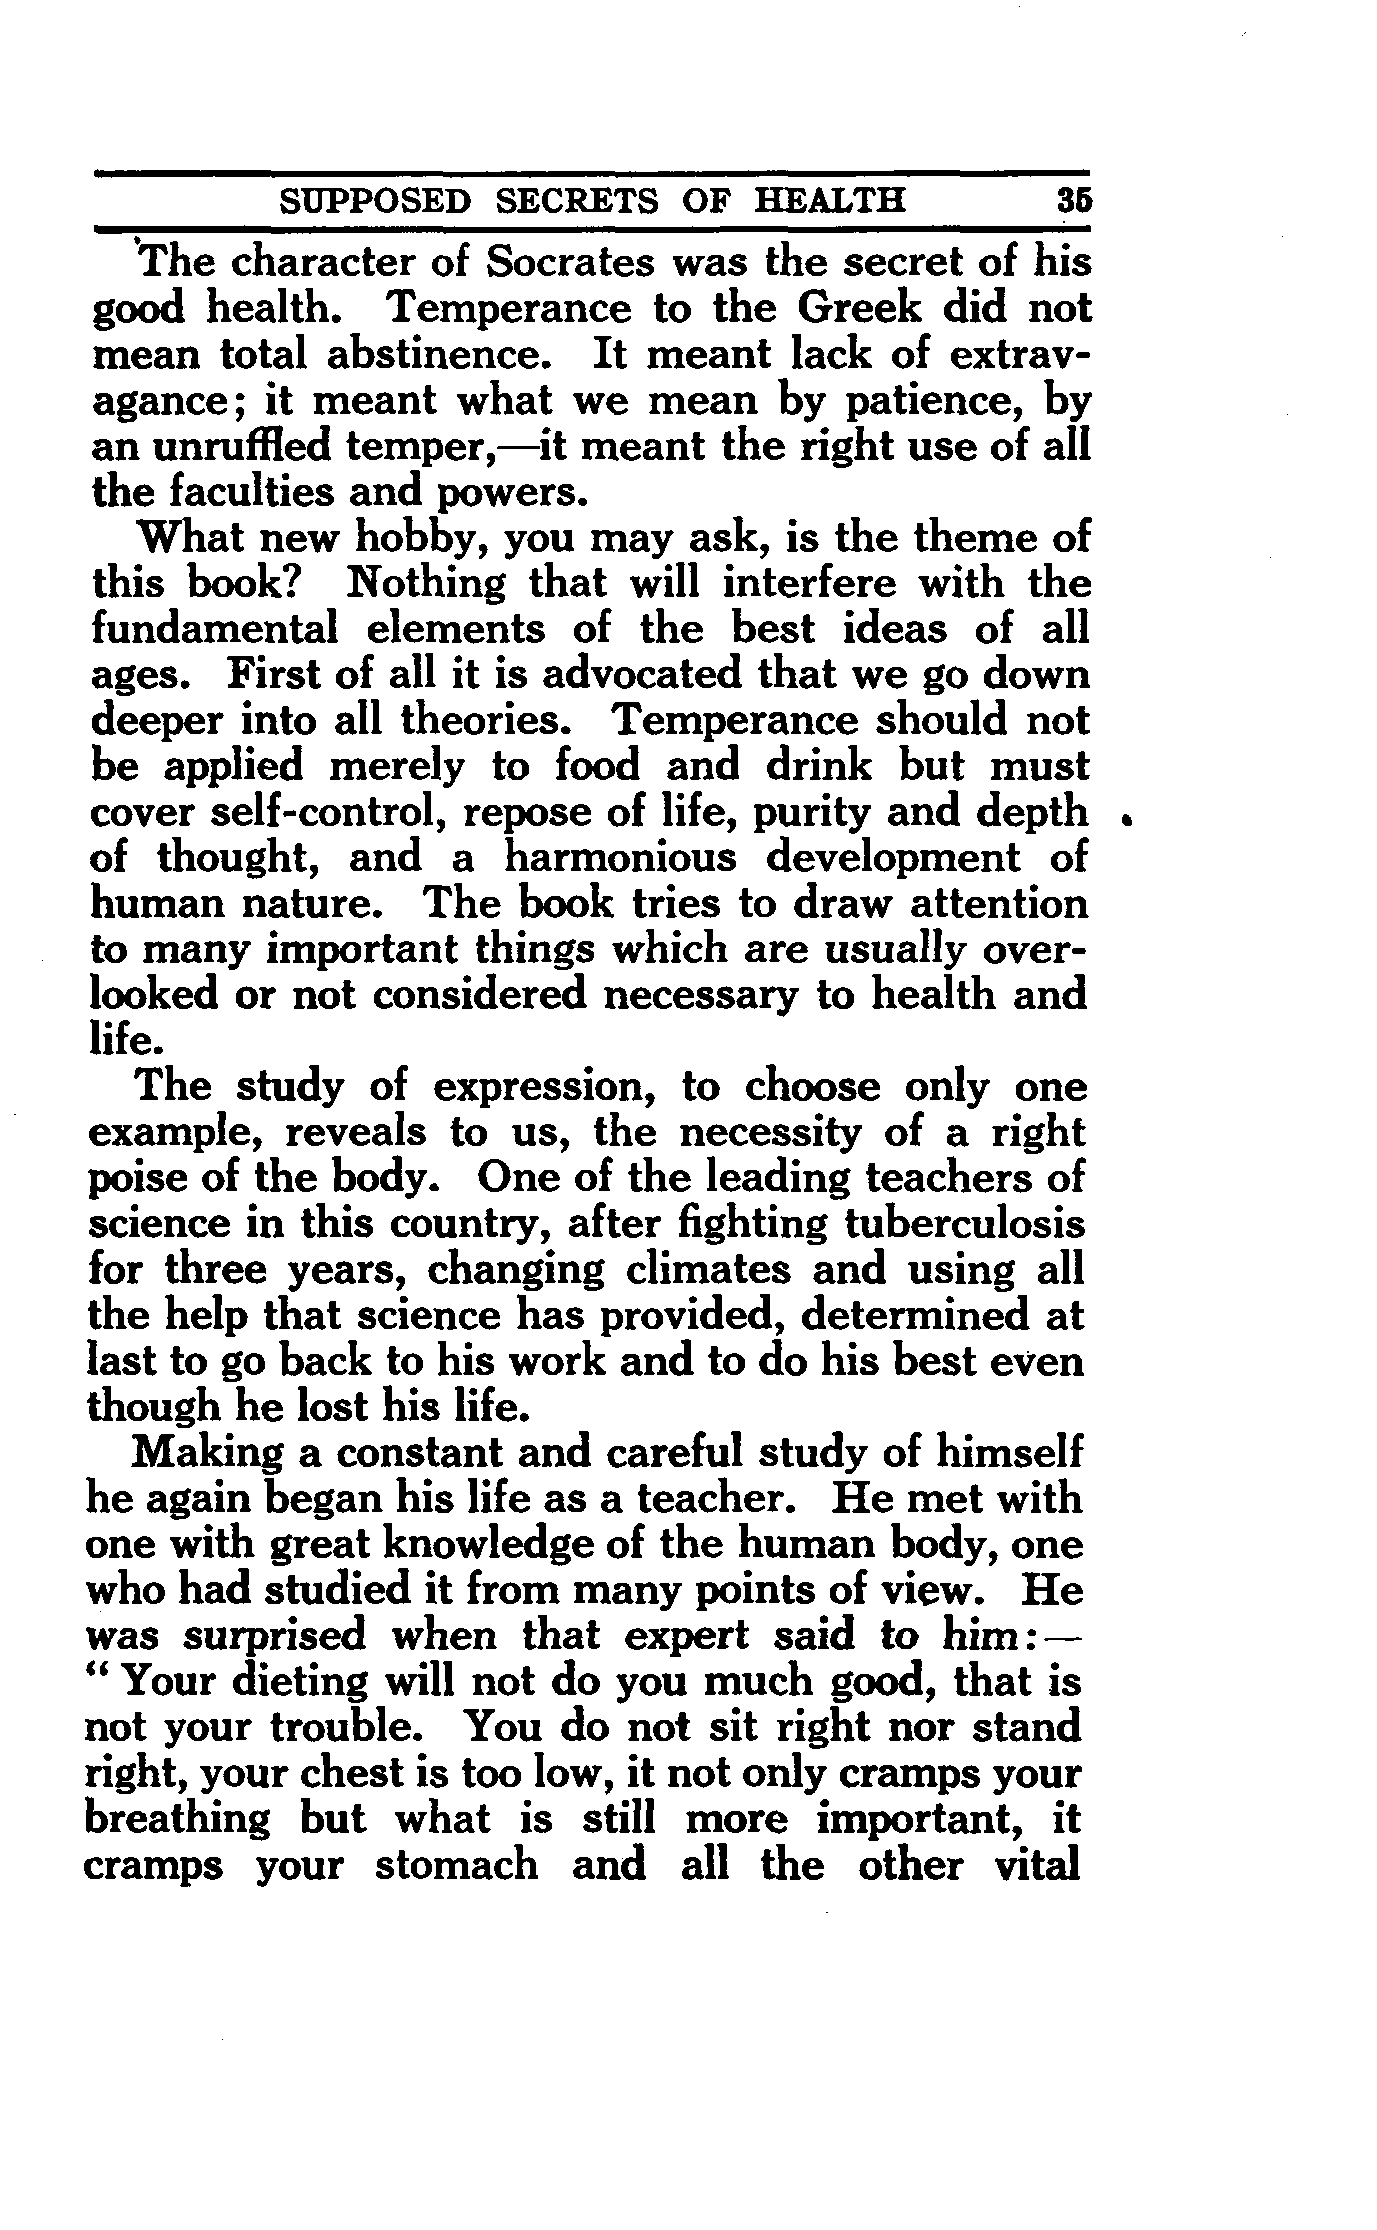 SUPPOSED SECRETS OF HEALTH 35
The character of Socrates was the secret of his
good health. Temperance to the Greek did not
mean total abstinence. It meant lack of extrav-
agance; it meant what we mean by patience, by
an unruffled temper,—it meant the right use of all
the faculties and powers.
What new hobby, you may ask, is the theme of
this book? Nothing that will interfere with the
fundamental elements of the best ideas of all
ages. First of all it is advocated that we go down
deeper into all theories. Temperance should not
be applied merely to food and drink but must
cover self-control, repose of life, purity and depth
of thought, and a harmonious development of
human nature. The book tries to draw attention
to many important things which are usually over-
looked or not considered necessary to health and
life.
The study of expression, to choose only one
example, reveals to us, the necessity of a right
poise of the body. One of the leading teachers of
science in this country, after fighting tuberculosis
for three years, changing climates and using all
the help that science has provided, determined at
last to go back to his work and to do his best even
though he lost his life.
Making a constant and careful study of himself
he again began his life as a teacher. He met with
one with great knowledge of the human body, one
who had studied it from many points of view. He
was surprised when that expert said to him:—
“Your dieting will not do you much good, that is
not your trouble. You do not sit right nor stand
right, your chest is too low, it not only cramps your
breathing but what is still more important, it
cramps your stomach and all the other vital